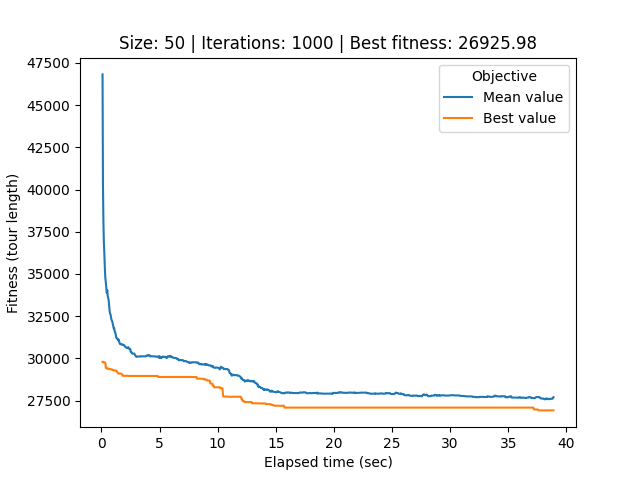 Size: 50 | Iterations: 1000 | Best fitness: 26925.98
47500
45000
42500
40000
37500
35000
32500
30000
27500
Fitness (tour length)
Objective
Mean value
Best value
0 5 10 15 20 25 30 35 40
Elapsed time (sec)